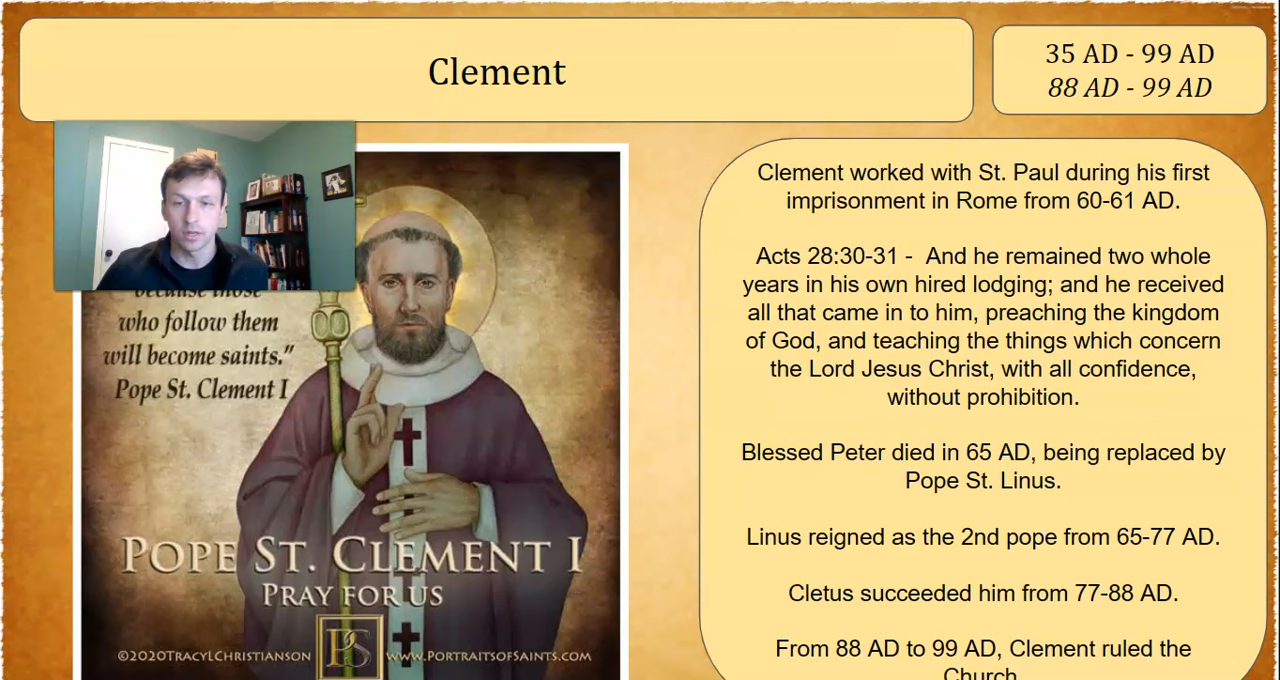 Clement
35 AD - 99 AD
88 AD - 99 AD
because those
who follow them
will become saints.”
Pope St. Clement I
POPE ST. CLEMENT I
PRAY FOR US
PS
©2020TRACYLCHRISTIANSON
WWW.PORTRAITSOFSAINTS.COM
Clement worked with St. Paul during his first
imprisonment in Rome from 60-61 AD.
Acts 28:30-31 - And he remained two whole
years in his own hired lodging; and he received
all that came in to him, preaching the kingdom
of God, and teaching the things which concern
the Lord Jesus Christ, with all confidence,
without prohibition.
Blessed Peter died in 65 AD, being replaced by
Pope St. Linus.
Linus reigned as the 2nd pope from 65-77 AD.
Cletus succeeded him from 77-88 AD.
From 88 AD to 99 AD, Clement ruled the
Church